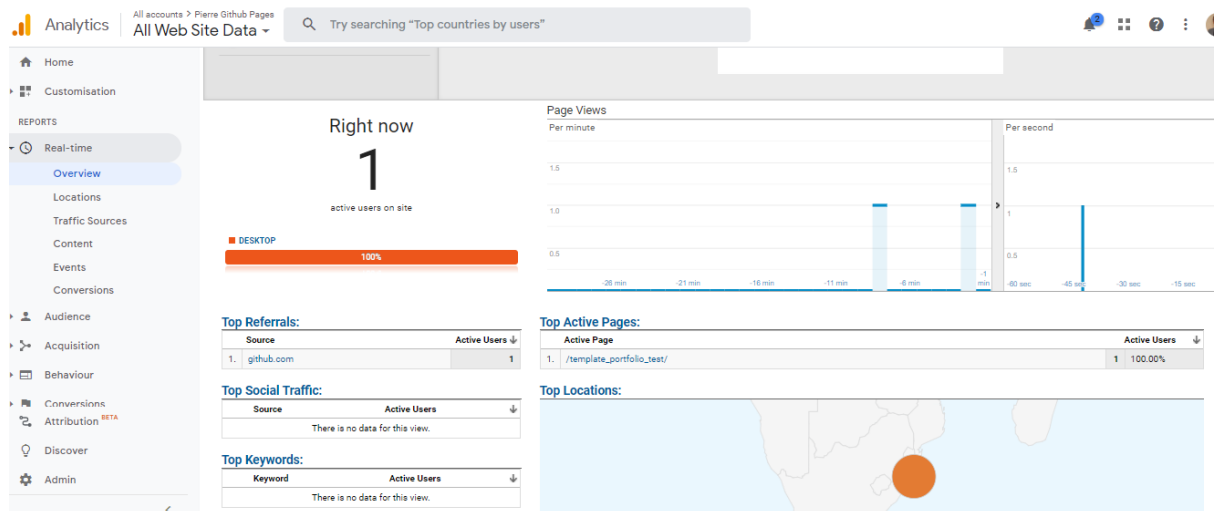 Analytics
All accounts > Pierre Github Pages
All Web Site Data
Try searching "Top countries by users"
2
Home
Customisation
REPORTS
Real-time
Overview
Locations
Traffic Sources
Content
Events
Conversions
Audience
Acquisition
Behaviour
Conversions
Attribution BETA
Discover
Admin
Right now
1
active users on site
DESKTOP
100%
Page Views
Per minute
1.5
1.0
0.5
-26 min
-21 min
-16 min
-11 min
-6 min
-1
min
Per second
1.5
1
0.5
-60 sec
-45 sec
-30 sec
-15 sec
Top Referrals:
Source Active Users
1. github.com 1
Top Active Pages:
Active Page Active Users
1. /template_portfolio_test/ 1 100.00%
Top Social Traffic:
Source Active Users
There is no data for this view.
Top Keywords:
Keyword Active Users
There is no data for this view.
Top Locations: